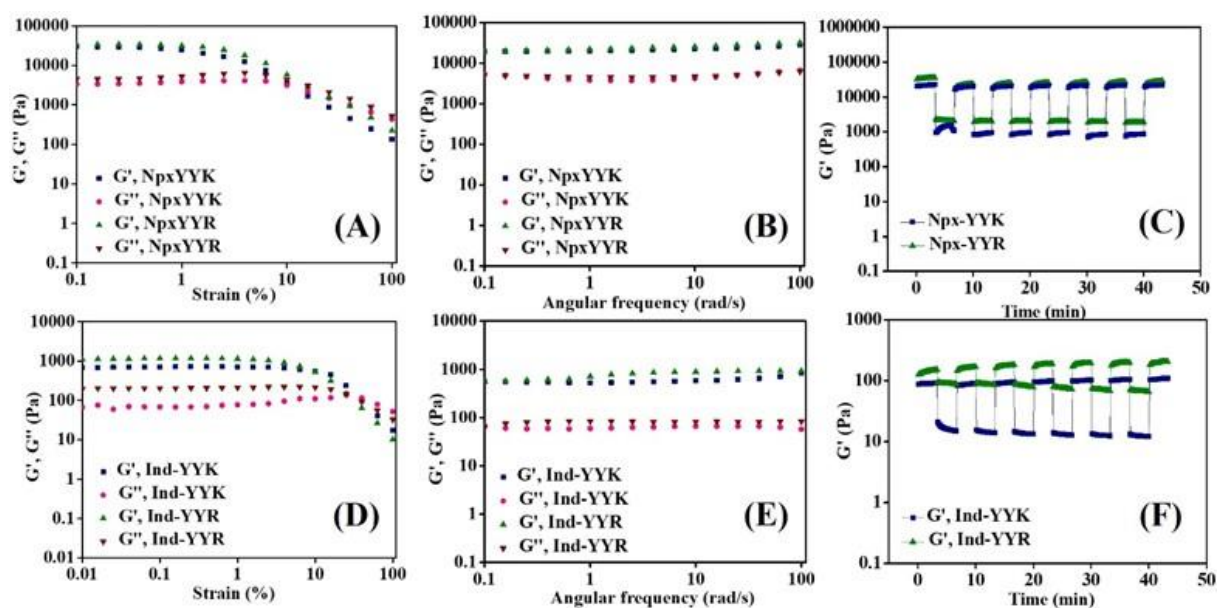 100000
10000
1000
100
10
1
0.1
G', G'' (Pa)
G', NpxYYK
G'', NpxYYK
G', NpxYYR
G'', NpxYYR
(A)
0.1 1 10 100
Strain (%)
100000
10000
1000
100
10
1
0.1
G', G'' (Pa)
G', NpxYYK
G'', NpxYYK
G', NpxYYR
G'', NpxYYR
(B)
0.1 1 10 100
Angular frequency (rad/s)
1000000
100000
10000
1000
100
10
1
0.1
G' (Pa)
Npx-YYK
Npx-YYR
(C)
0 10 20 30 40 50
Time (min)
10000
1000
100
10
1
0.1
0.01
G', G'' (Pa)
G', Ind-YYK
G'', Ind-YYK
G', Ind-YYR
G'', Ind-YYR
(D)
0.01 0.1 1 10 100
Strain (%)
10000
1000
100
10
1
0.1
G', G'' (Pa)
G', Ind-YYK
G'', Ind-YYK
G', Ind-YYR
G'', Ind-YYR
(E)
0.1 1 10 100
Angular frequency (rad/s)
1000
100
10
1
0.1
G' (Pa)
G', Ind-YYK
G', Ind-YYR
(F)
0 10 20 30 40 50
Time (min)